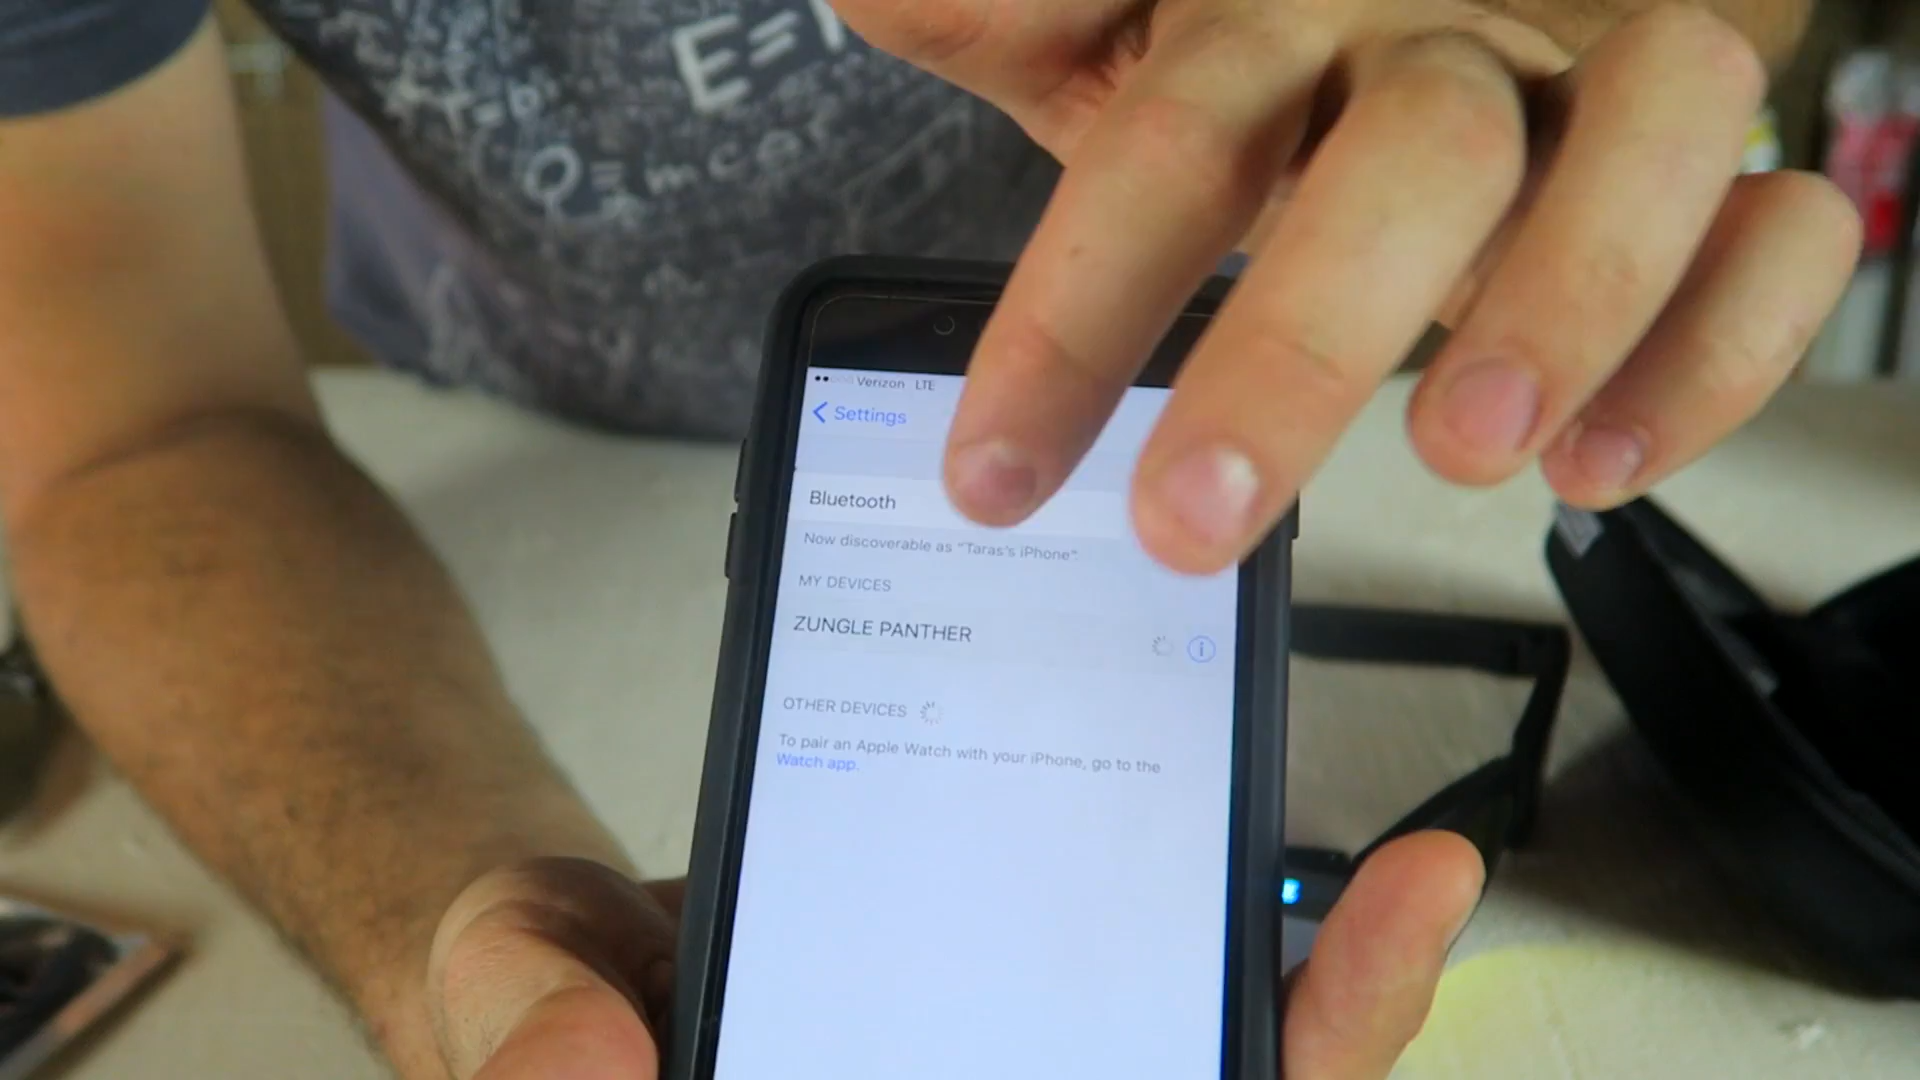 E=
Q=
mcor
Verizon LTE
Settings
Bluetooth
Now discoverable as "Taras's iPhone".
MY DEVICES
ZUNGLE PANTHER
i
OTHER DEVICES
To pair an Apple Watch with your iPhone, go to the
Watch app.